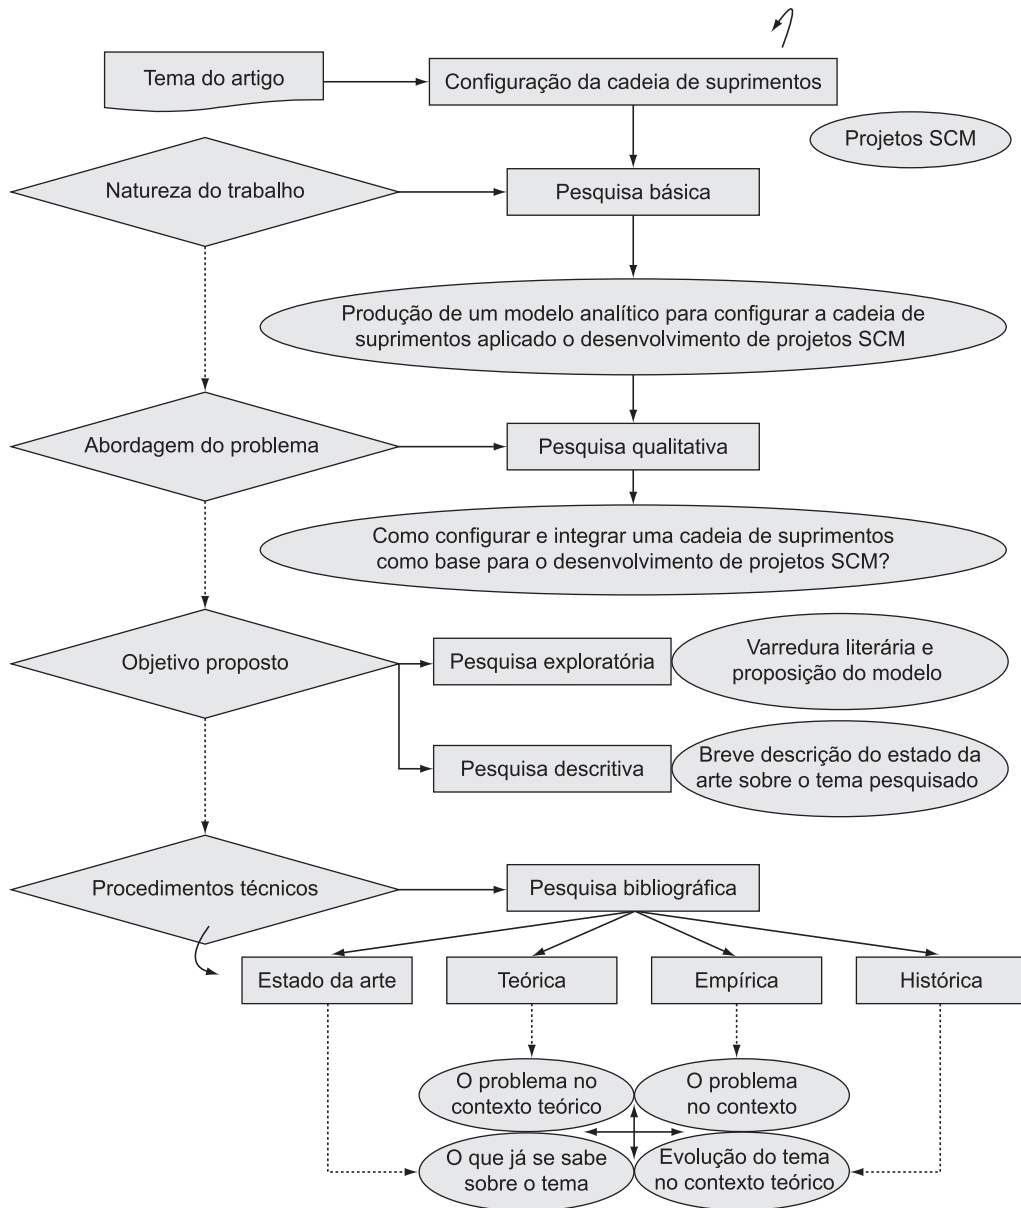 Tema do artigo
Configuração da cadeia de suprimentos
Projetos SCM
Natureza do trabalho
Pesquisa básica
Produção de um modelo analítico para configurar a cadeia de
suprimentos aplicado o desenvolvimento de projetos SCM
Abordagem do problema
Pesquisa qualitativa
Como configurar e integrar uma cadeia de suprimentos
como base para o desenvolvimento de projetos SCM?
Objetivo proposto
Pesquisa exploratória
Varredura literária e
proposição do modelo
Pesquisa descritiva
Breve descrição do estado da
arte sobre o tema pesquisado
Procedimentos técnicos
Pesquisa bibliográfica
Estado da arte
Teórica
Empírica
Histórica
O problema no
contexto teórico
O problema
no contexto
O que já se sabe
sobre o tema
Evolução do tema
no contexto teórico